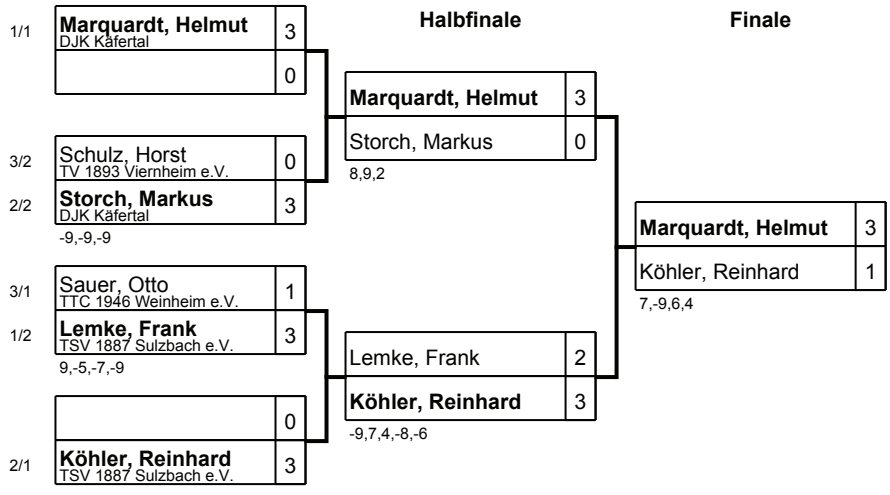 Halbfinale
Finale
1/1 Marquardt, Helmut 3
DJK Käfertal
0
3/2 Schulz, Horst 0
TV 1893 Viernheim e.V.
2/2 Storch, Markus 3
DJK Käfertal
-9,-9,-9
3/1 Sauer, Otto 1
TTC 1946 Weinheim e.V.
1/2 Lemke, Frank 3
TSV 1887 Sulzbach e.V.
9,-5,-7,-9
0
2/1 Köhler, Reinhard 3
TSV 1887 Sulzbach e.V.
Marquardt, Helmut 3
Storch, Markus 0
8,9,2
Lemke, Frank 2
Köhler, Reinhard 3
-9,7,4,-8,-6
Marquardt, Helmut 3
Köhler, Reinhard 1
7,-9,6,4